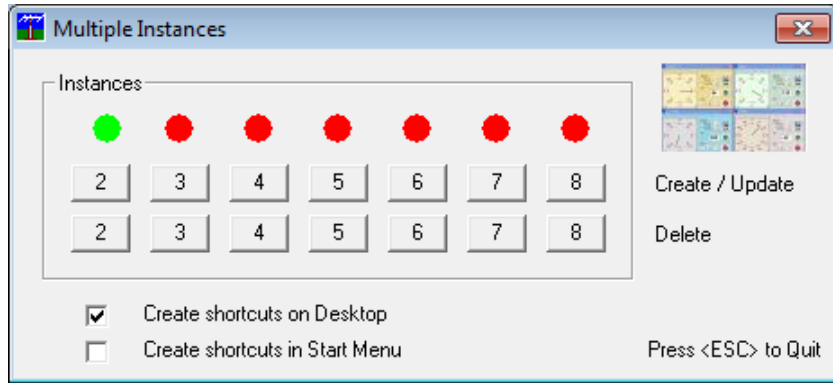 Multiple Instances
Instances
2 3 4 5 6 7 8 Create / Update
2 3 4 5 6 7 8 Delete
Create shortcuts on Desktop
Create shortcuts in Start Menu Press <ESC> to Quit